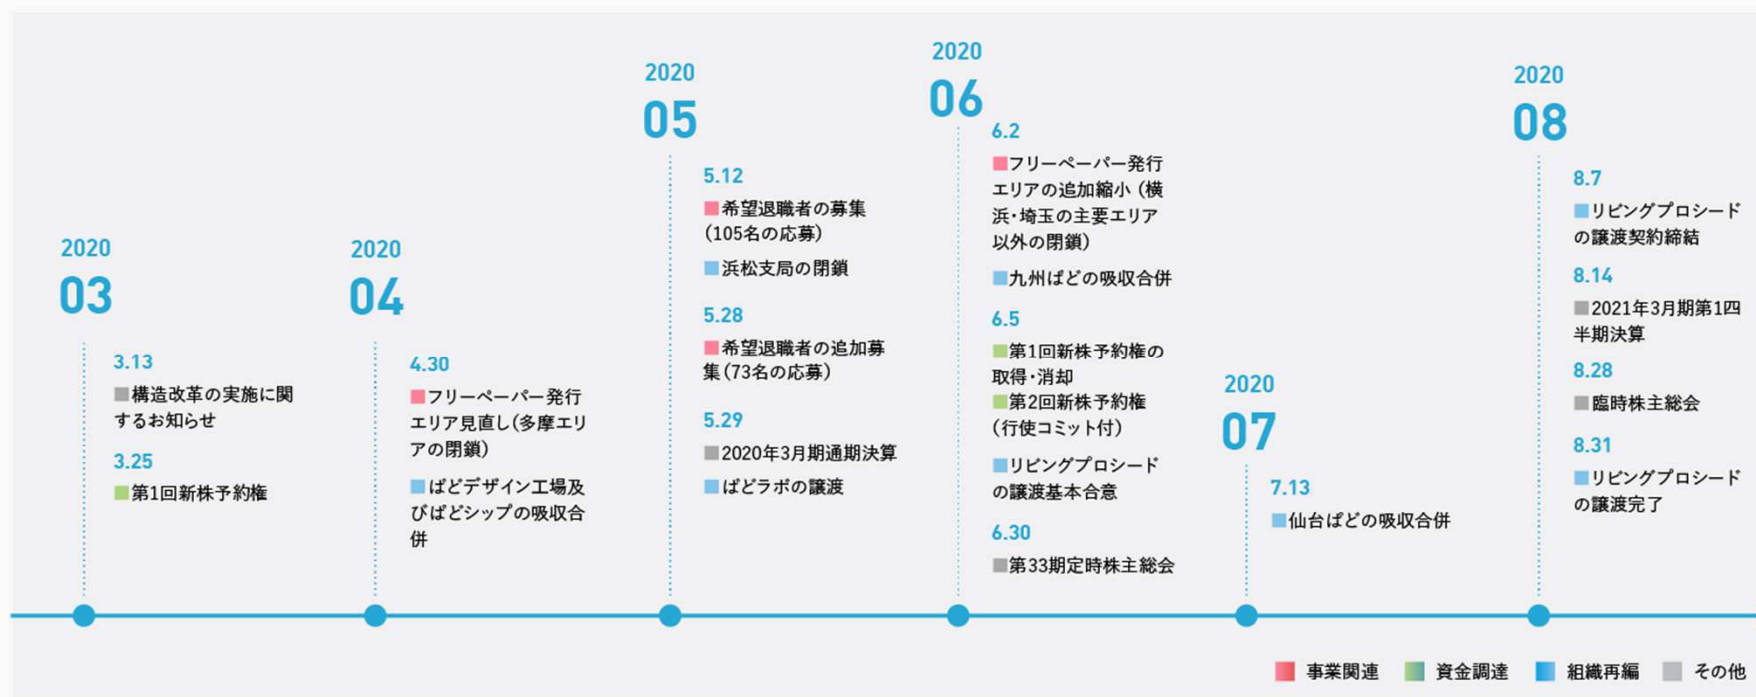 2020
03
3.13
■構造改革の実施に関
するお知らせ
3.25
■第1回新株予約権
2020
04
4.30
■フリーペーパー発行
エリア見直し(多摩エリ
アの閉鎖)
■ぱどデザイン工場及
びぱどシップの吸収合
併
2020
05
5.12
■希望退職者の募集
(105名の応募)
■浜松支局の閉鎖
5.28
■希望退職者の追加募
集(73名の応募)
5.29
■2020年3月期通期決算
■ぱどラボの譲渡
2020
06
6.2
■フリーペーパー発行
エリアの追加縮小(横
浜・埼玉の主要エリア
以外の閉鎖)
■九州ぱどの吸収合併
6.5
■第1回新株予約権の
取得・消却
■第2回新株予約権
(行使コミット付)
■リビングプロシード
の譲渡基本合意
6.30
■第33期定時株主総会
2020
07
7.13
■仙台ぱどの吸収合併
2020
08
8.7
■リビングプロシード
の譲渡契約締結
8.14
■2021年3月期第1四
半期決算
8.28
■臨時株主総会
8.31
■リビングプロシード
の譲渡完了
■ 事業関連 ■ 資金調達 ■ 組織再編 ■ その他